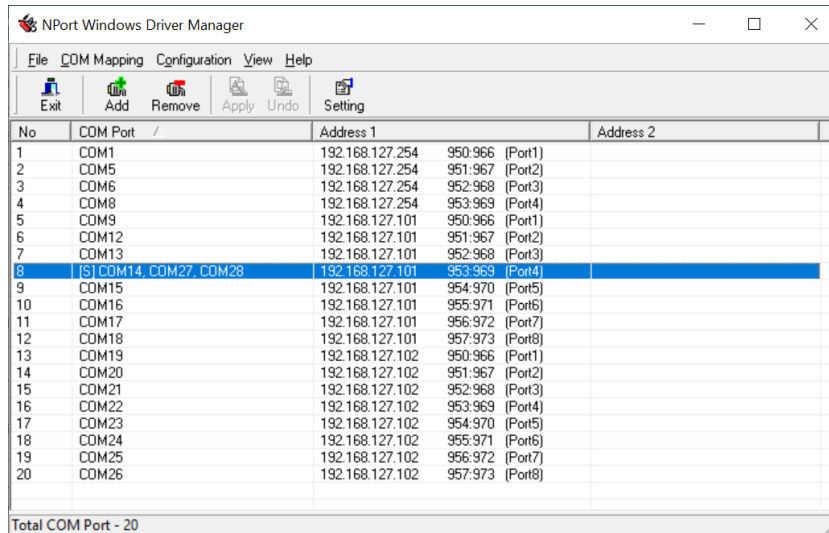 NPort Windows Driver Manager
File COM Mapping Configuration View Help
Exit Add Remove Apply Undo Setting
No COM Port / Address 1 Address 2
1 COM1 192.168.127.254 950:966 (Port1)
2 COM5 192.168.127.254 951:967 (Port2)
3 COM6 192.168.127.254 952:968 (Port3)
4 COM8 192.168.127.254 953:969 (Port4)
5 COM9 192.168.127.101 950:966 (Port1)
6 COM12 192.168.127.101 951:967 (Port2)
7 COM13 192.168.127.101 952:968 (Port3)
8 [S] COM14, COM27, COM28 192.168.127.101 953:969 (Port4)
9 COM15 192.168.127.101 954:970 (Port5)
10 COM16 192.168.127.101 955:971 (Port6)
11 COM17 192.168.127.101 956:972 (Port7)
12 COM18 192.168.127.101 957:973 (Port8)
13 COM19 192.168.127.102 950:966 (Port1)
14 COM20 192.168.127.102 951:967 (Port2)
15 COM21 192.168.127.102 952:968 (Port3)
16 COM22 192.168.127.102 953:969 (Port4)
17 COM23 192.168.127.102 954:970 (Port5)
18 COM24 192.168.127.102 955:971 (Port6)
19 COM25 192.168.127.102 956:972 (Port7)
20 COM26 192.168.127.102 957:973 (Port8)
Total COM Port - 20